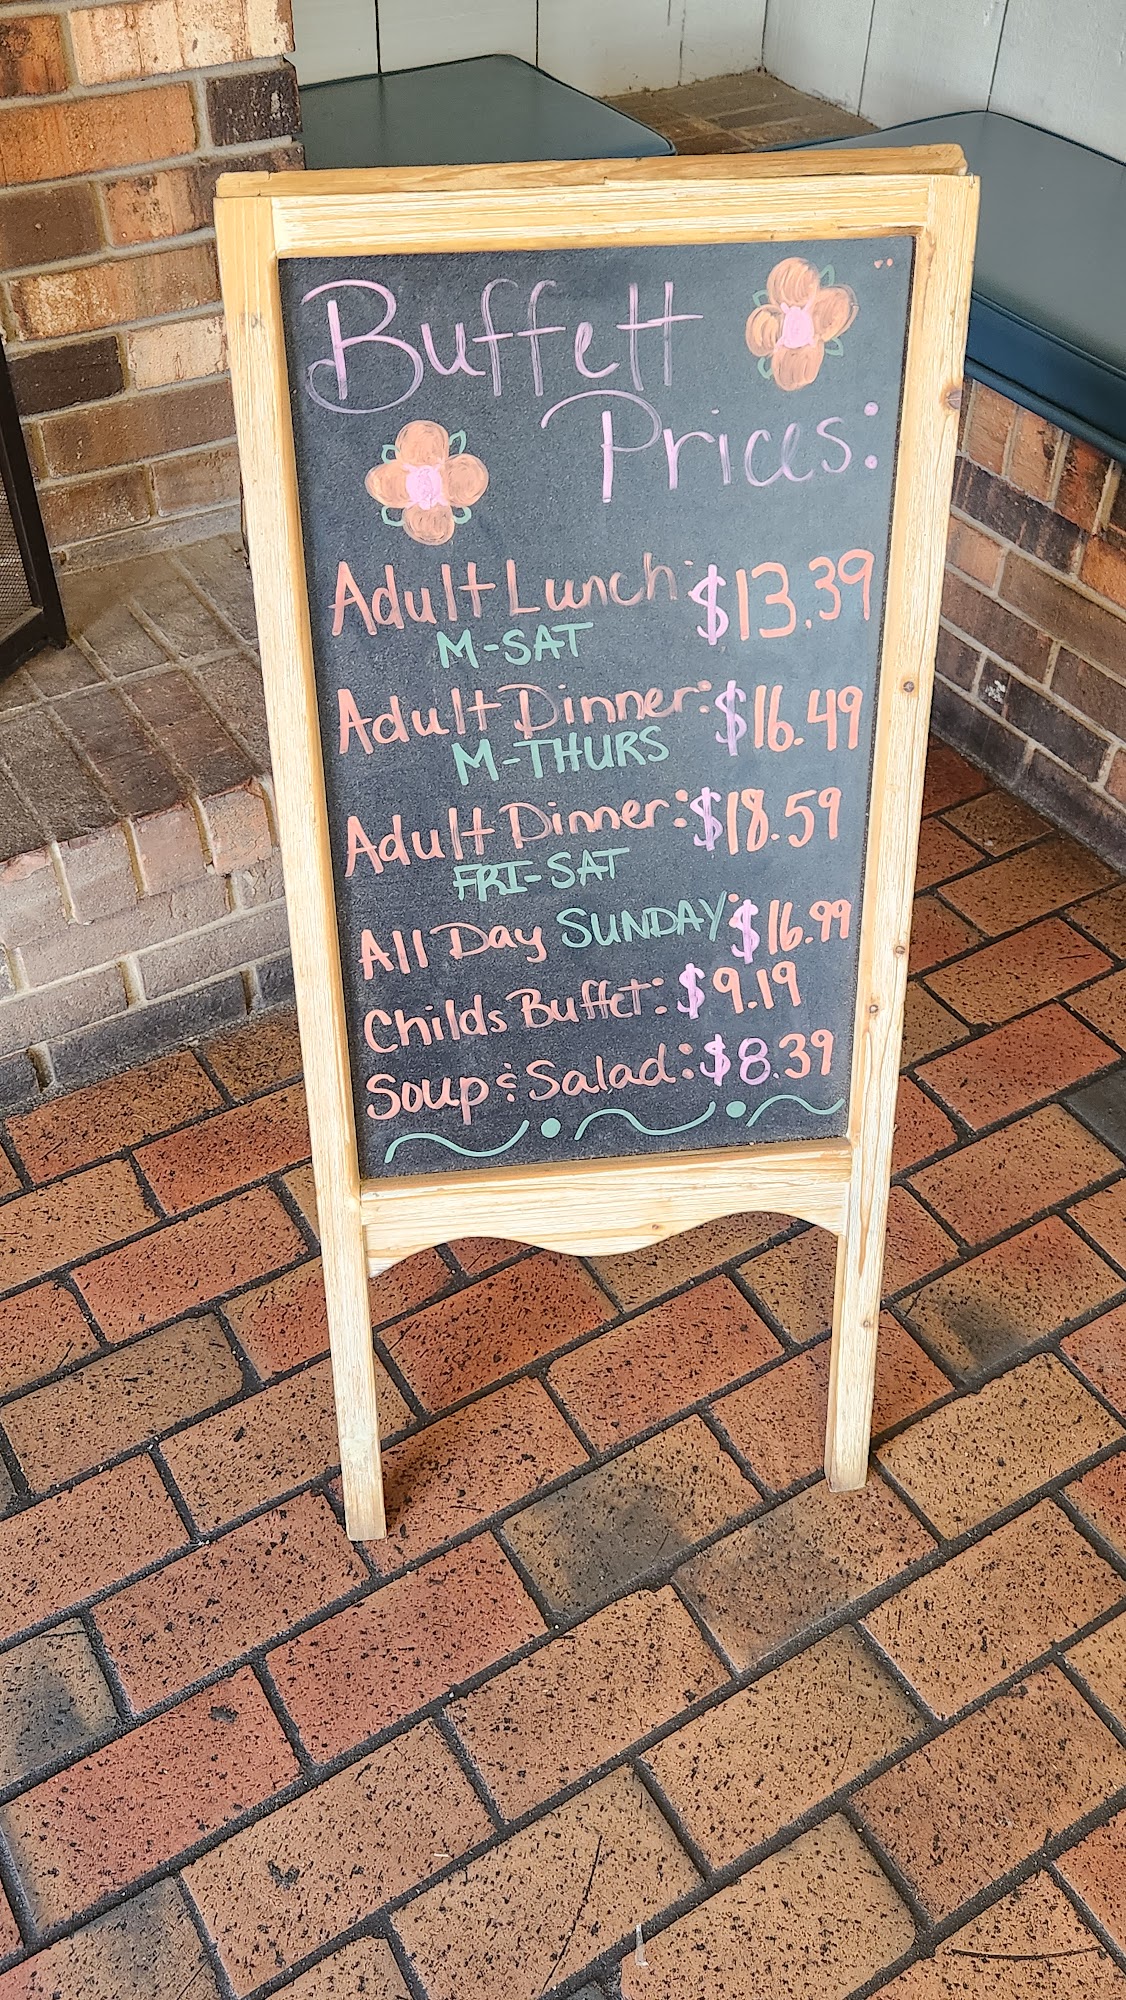 Buffett
Prices:
Adult Lunch: $13.39
M-SAT
Adult Dinner: $16.49
M-THURS
Adult Dinner: $18.59
FRI-SAT
All Day SUNDAY: $16.99
Childs Buffet: $9.19
Soup & Salad: $8.39